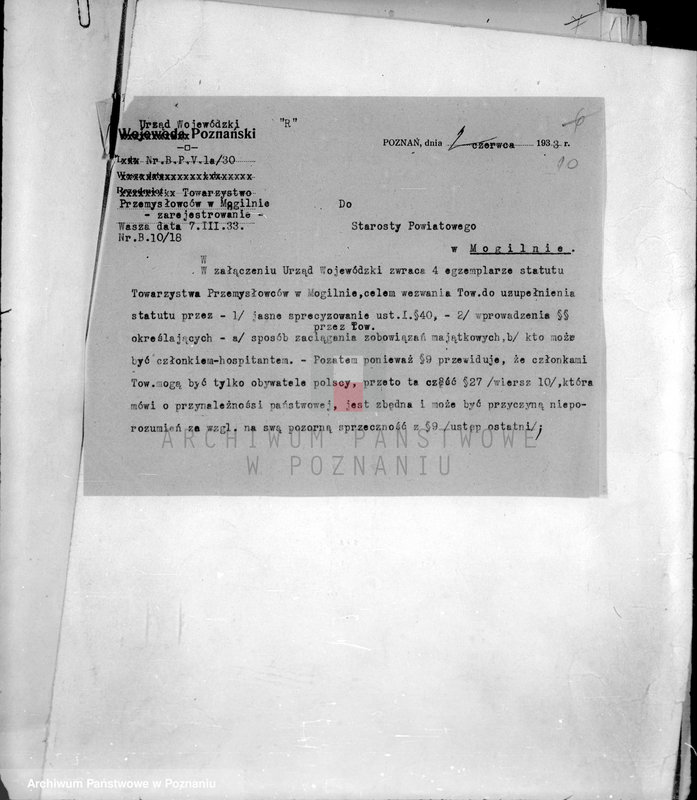 Urząd Wojewódzki "R" 6
Wojewoda Poznański
POZNAŃ, dnia 2 czerwca 1933 r.
10
Nr.B.P.V.1a/30
Towarzystwo
Przemysłowców w Mogilnie
- zarejestrowanie -
Wasza data 7.III.33.
Nr.B.10/18
Do
Starosty Powiatowego
w Mogilnie.
W
W załączeniu Urząd Wojewódzki zwraca 4 egzemplarze statutu
Towarzystwa Przemysłowców w Mogilnie,celem wezwania Tow.do uzupełnienia
statutu przez - 1/ jasne sprecyzowanie ust.I.§40, - 2/ wprowadzenia §§
przez Tow.
określających - a/ sposób zaciągania zobowiązań majątkowych,b/ kto może
być członkiem-hospitantem. - Pozatem ponieważ §9 przewiduje, że członkami
Tow.mogą być tylko obywatele polscy, przeto ta część §27 /wiersz 10/,która
mówi o przynależności państwowej, jest zbędna i może być przyczyną niepo-
rozumień ze wzgl. na swą pozorną sprzeczność z §9 /ustęp ostatni/;
ARCHIWUM PAŃSTWOWE
W POZNANIU
Archiwum Państwowe w Poznaniu